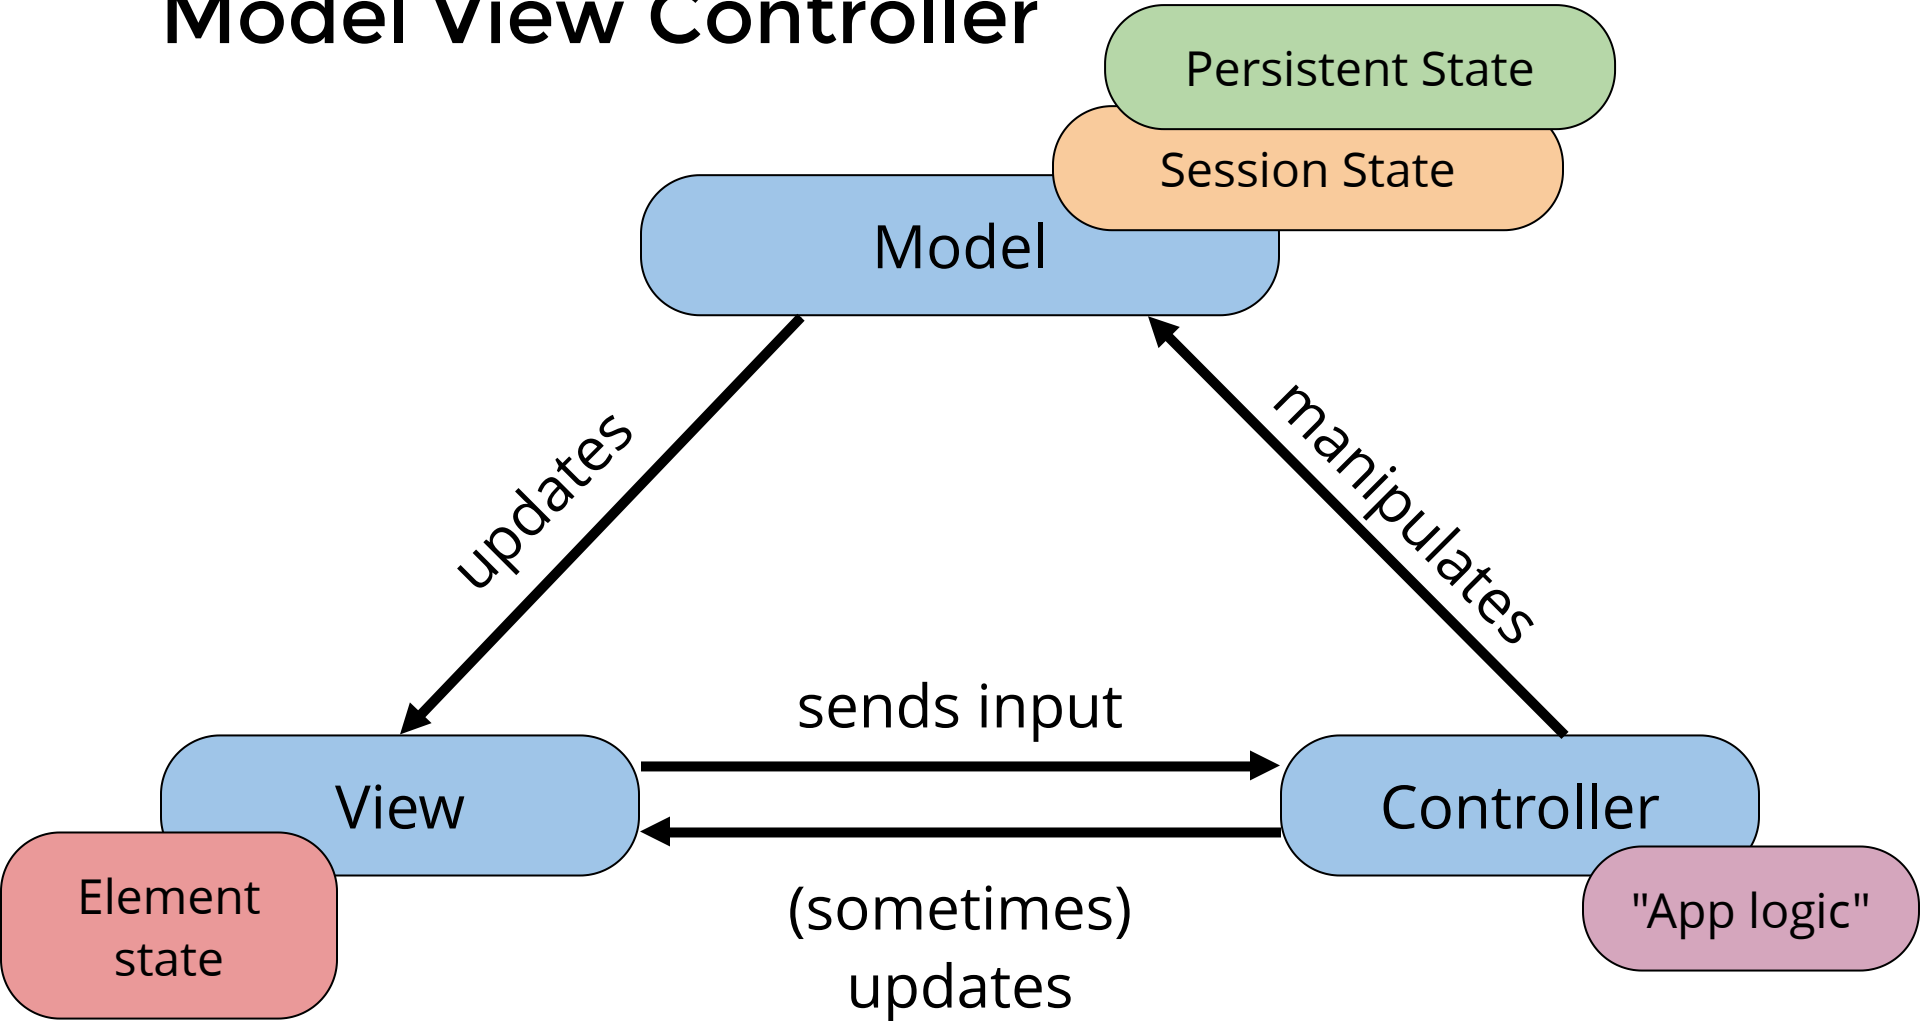 Model View Controller
Persistent State
Session State
Model
updates
manipulates
sends input
View
Controller
Element
state
"App logic"
(sometimes)
updates